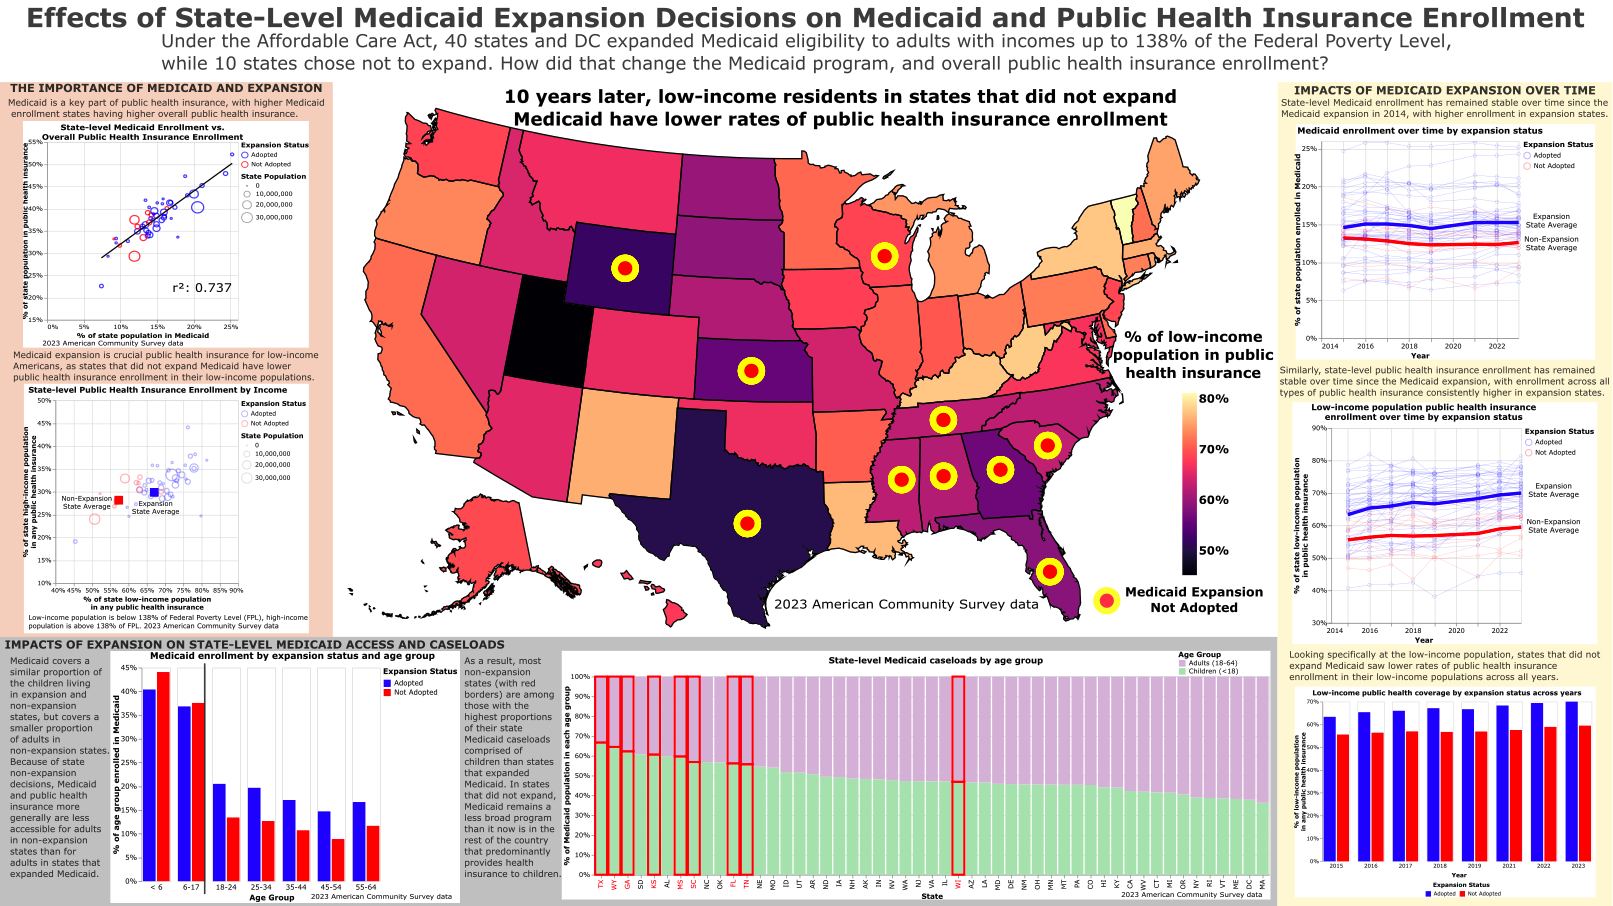 Effects of State-Level Medicaid Expansion Decisions on Medicaid and Public Health Insurance Enrollment
Under the Affordable Care Act, 40 states and DC expanded Medicaid eligibility to adults with incomes up to 138% of the Federal Poverty Level,
while 10 states chose not to expand. How did that change the Medicaid program, and overall public health insurance enrollment?
THE IMPORTANCE OF MEDICAID AND EXPANSION
Medicaid is a key part of public health insurance, with higher Medicaid
enrollment states having higher overall public health insurance.
State-level Medicaid Enrollment vs.
Overall Public Health Insurance Enrollment
% of state population in public health insurance
55%
45%
40%
35%
30%
25%
20%
15%
0%
5%
10%
15%
20%
25%
r²: 0.737
Expansion Status
Adopted
Not Adopted
State Population
0
10,000,000
20,000,000
30,000,000
% of state population in Medicaid
2023 American Community Survey data
Medicaid expansion is crucial public health insurance for low-income
Americans, as states that did not expand Medicaid have lower
public health insurance enrollment in their low-income populations.
State-level Public Health Insurance Enrollment by Income
% of state high-income population
in any public health insurance
50%
45%
40%
35%
30%
25%
20%
15%
10%
Non-Expansion
State Average
Expansion
State Average
40%
45%
50%
55%
60%
65%
70%
75%
80%
85%
90%
Expansion Status
Adopted
Not Adopted
State Population
0
10,000,000
20,000,000
30,000,000
% of state low-income population
in any public health insurance
Low-income population is below 138% of Federal Poverty Level (FPL), high-income
population is above 138% of FPL. 2023 American Community Survey data
10 years later, low-income residents in states that did not expand
Medicaid have lower rates of public health insurance enrollment
% of low-income
population in public
health insurance
80%
70%
60%
50%
Medicaid Expansion
Not Adopted
2023 American Community Survey data
IMPACTS OF MEDICAID EXPANSION OVER TIME
State-level Medicaid enrollment has remained stable over time since the
Medicaid expansion in 2014, with higher enrollment in expansion states.
Medicaid enrollment over time by expansion status
% of state population enrolled in Medicaid
25%
20%
15%
10%
5%
0%
2014
2016
2018
2020
2022
Year
Expansion Status
Adopted
Not Adopted
Expansion
State Average
Non-Expansion
State Average
Similarly, state-level public health insurance enrollment has remained
stable over time since the Medicaid expansion, with enrollment across all
types of public health insurance consistently higher in expansion states.
Low-income population public health insurance
enrollment over time by expansion status
% of state low-income population
in public health insurance
90%
80%
70%
60%
50%
40%
30%
2014
2016
2018
2020
2022
Year
Expansion Status
Adopted
Not Adopted
Expansion
State Average
Non-Expansion
State Average
Looking specifically at the low-income population, states that did not
expand Medicaid saw lower rates of public health insurance
enrollment in their low-income populations across all years.
Low-income public health coverage by expansion status across years
% of low-income population
in any public health insurance
70%
60%
50%
40%
30%
20%
10%
0%
2015
2016
2017
2018
2019
2020
2021
2022
2023
Year
Expansion Status
Adopted
Not Adopted
IMPACTS OF EXPANSION ON STATE-LEVEL MEDICAID ACCESS AND CASELOADS
Medicaid covers a
similar proportion of
the children living
in expansion and
non-expansion
states, but covers a
smaller proportion
of adults in
non-expansion states.
Because of state
non-expansion
decisions, Medicaid
and public health
insurance more
generally are less
accessible for adults
in non-expansion
states than for
adults in states that
expanded Medicaid.
Medicaid enrollment by expansion status and age group
% of age group enrolled in Medicaid
45%
40%
35%
30%
25%
20%
15%
10%
5%
0%
< 6
6-17
18-24
25-34
35-44
45-54
55-64
Age Group
Expansion Status
Adopted
Not Adopted
2023 American Community Survey data
As a result, most
non-expansion
states (with red
borders) are among
those with the
highest proportions
of their state
Medicaid caseloads
comprised of
children than states
that expanded
Medicaid. In states
that did not expand,
Medicaid remains a
less broad program
than it now is in the
rest of the country
that predominantly
provides health
insurance to children.
State-level Medicaid caseloads by age group
Age Group
Adults (18-64)
Children (<18)
% of Medicaid population in each age group
100%
90%
80%
70%
60%
50%
40%
30%
20%
10%
0%
TX
WY
GA
SD
KS
AL
MS
SC
NC
OK
FL
TN
NE
MO
ID
UT
AR
ND
IA
NH
AK
IN
NV
WA
NJ
VA
IL
WI
AZ
LA
MD
DE
NM
OH
MN
MT
PA
CO
HI
KY
CA
WV
CT
MI
OR
NY
RI
VT
ME
DC
MA
State
2023 American Community Survey data